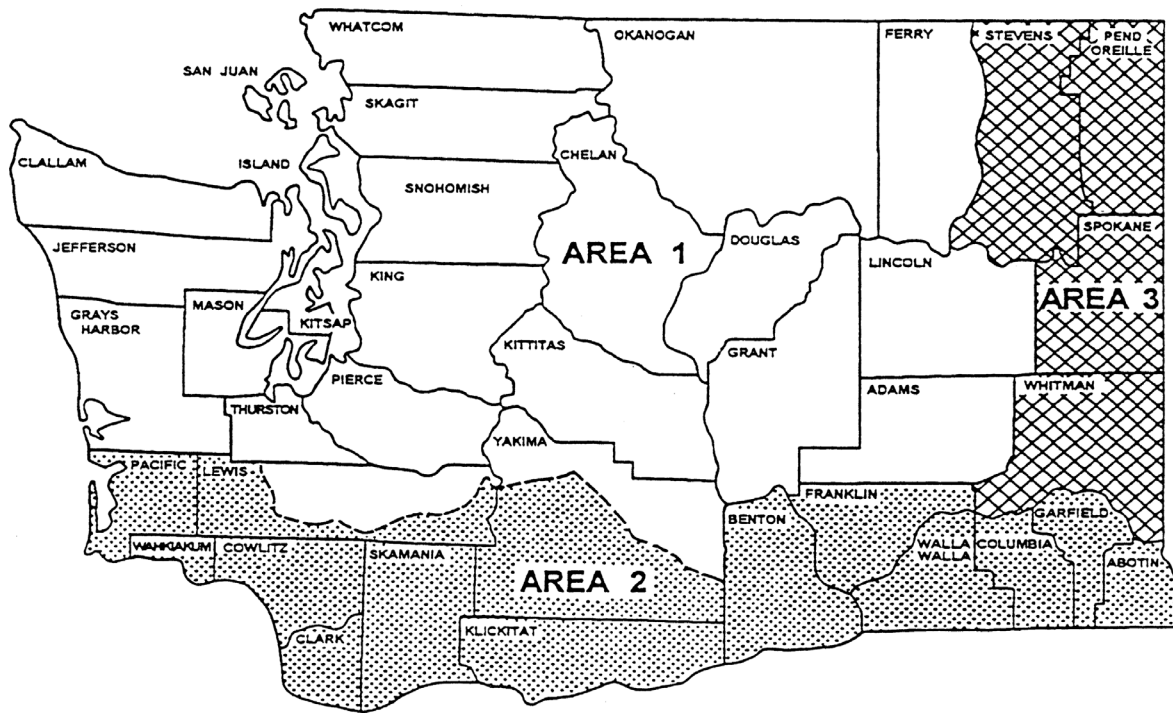 WHATCOM
OKANOGAN
FERRY
STEVENS
PEND
OREILLE
SAN JUAN
SKAGIT
CLALLAM
ISLAND
CHELAN
SNOHOMISH
JEFFERSON
AREA 1
DOUGLAS
SPOKANE
KING
LINCOLN
GRAYS
HARBOR
MASON
KITSAP
AREA 3
KITTITAS
GRANT
PIERCE
ADAMS
WHITMAN
THURSTON
YAKIMA
PACIFIC
LEWIS
FRANKLIN
BENTON
GARFIELD
WAHKIAKUM
COWLITZ
SKAMANIA
WALLA
WALLA
COLUMBIA
ABOTIN
AREA 2
CLARK
KLICKITAT